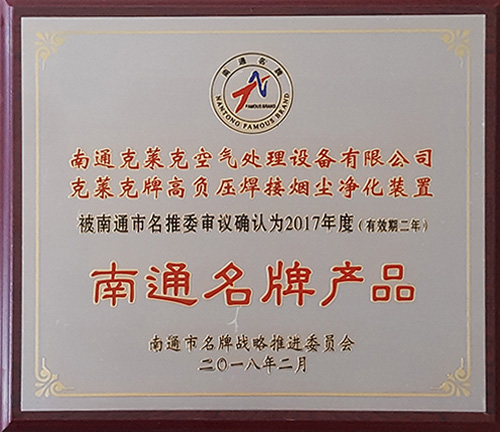 南通名牌
FAMOUS BRAND
NANTONG FAMOUS BRAND
南通克莱克空气处理设备有限公司
克莱克牌高负压焊接烟尘净化装置
被南通市名推委审议确认为2017年度(有效期二年)
南通名牌产品
南通市名牌战略推进委员会
二〇一八年二月